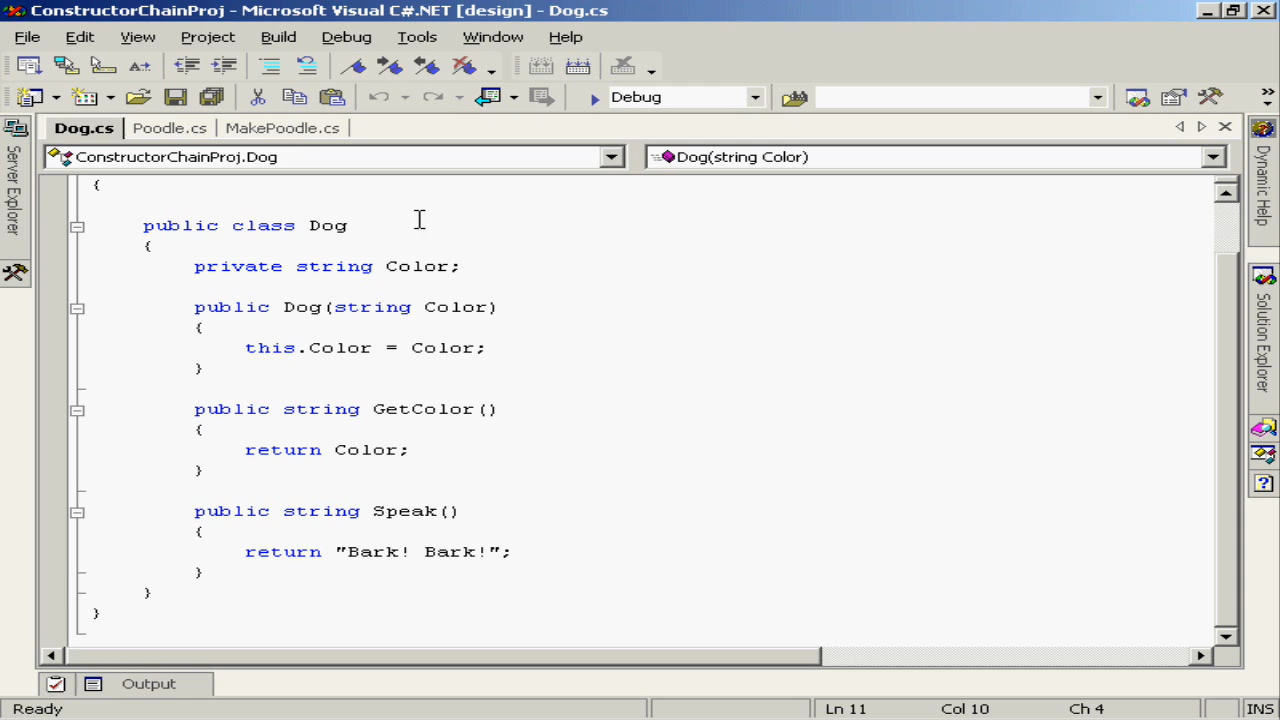 ConstructorChainProj - Microsoft Visual C#.NET [design] - Dog.cs
File Edit View Project Build Debug Tools Window Help
Debug
Dog.cs Poodle.cs MakePoodle.cs
ConstructorChainProj.Dog Dog(string Color)
Server Explorer
Dynamic Help
Solution Explorer
{
public class Dog
{
private string Color;
public Dog(string Color)
{
this.Color = Color;
}
public string GetColor()
{
return Color;
}
public string Speak()
{
return "Bark! Bark!";
}
}
}
Output
Ready Ln 11 Col 10 Ch 4 INS